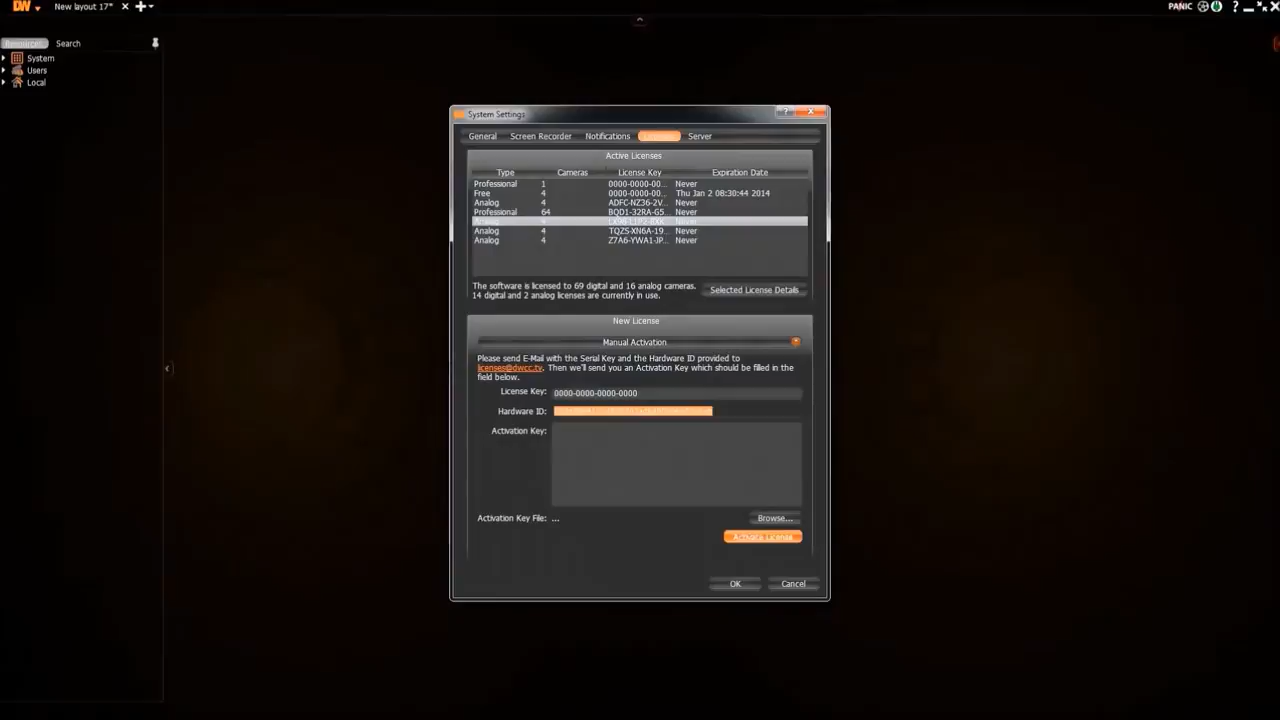 DW New layout 17* PANIC ?
Resources Search
System
Users
Local
System Settings
General Screen Recorder Notifications Licenses Server
Active Licenses
Type Cameras License Key Expiration Date
Professional 1 0000-0000-00... Never
Free 4 0000-0000-00... Thu Jan 2 08:30:44 2014
Analog 4 ADFC-NZ36-2V... Never
Professional 64 BQD1-32RA-G5... Never
Analog 4 Never
Analog 4 TQZS-XN6A-19... Never
Analog 4 Z7A6-YWA1-JP... Never
The software is licensed to 69 digital and 16 analog cameras.
14 digital and 2 analog licenses are currently in use.
Selected License Details
New License
Manual Activation
Please send E-Mail with the Serial Key and the Hardware ID provided to
licenses@dwcc.tv. Then we'll send you an Activation Key which should be filled in the
field below.
License Key: 0000-0000-0000-0000
Hardware ID:
Activation Key:
Activation Key File: ... Browse...
Activate License
OK Cancel